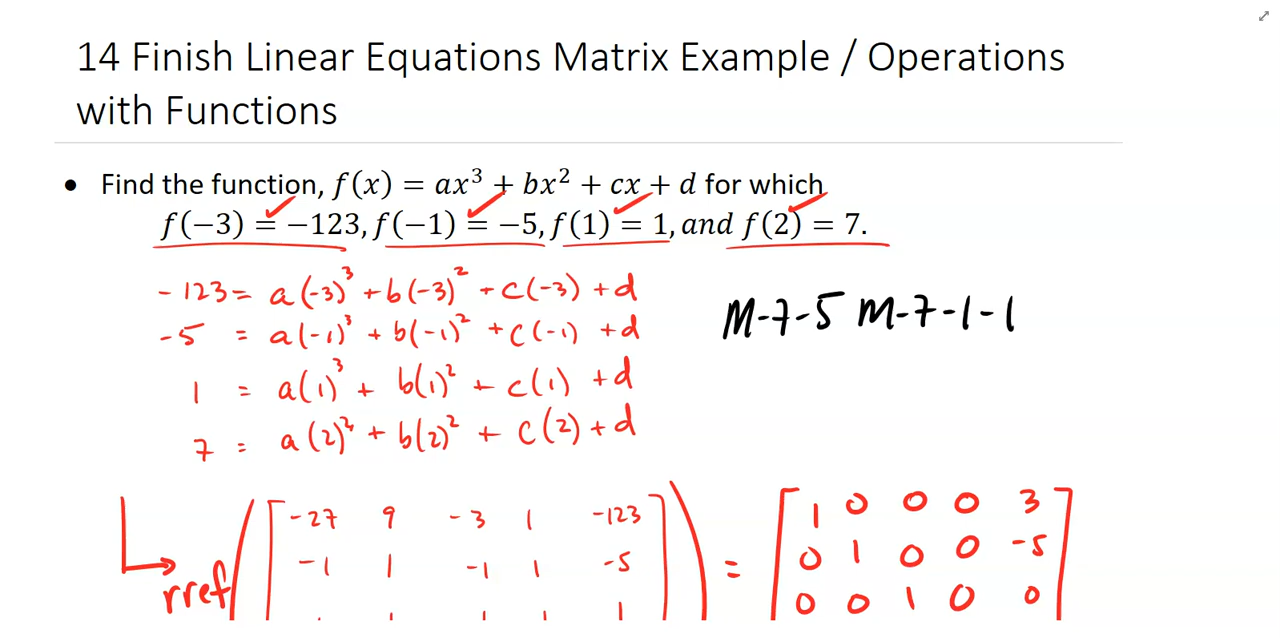 14 Finish Linear Equations Matrix Example / Operations
with Functions
• Find the function, f(x) = ax³ + bx² + cx + d for which
f(−3) = −123, f(−1) = −5, f(1) = 1, and f(2) = 7.
-123 = a(-3)³ + b(-3)² + c(-3) + d
-5 = a(-1)³ + b(-1)² + c(-1) + d
M-7-5 M-7-1-1
1 = a(1)³ + b(1)² + c(1) + d
7 = a(2)³ + b(2)² + c(2) + d
-27 9 -3 1 -123
1 0 0 0 3
rref
-1 1 -1 1 -5
=
0 1 0 0 -5
0 0 1 0 0